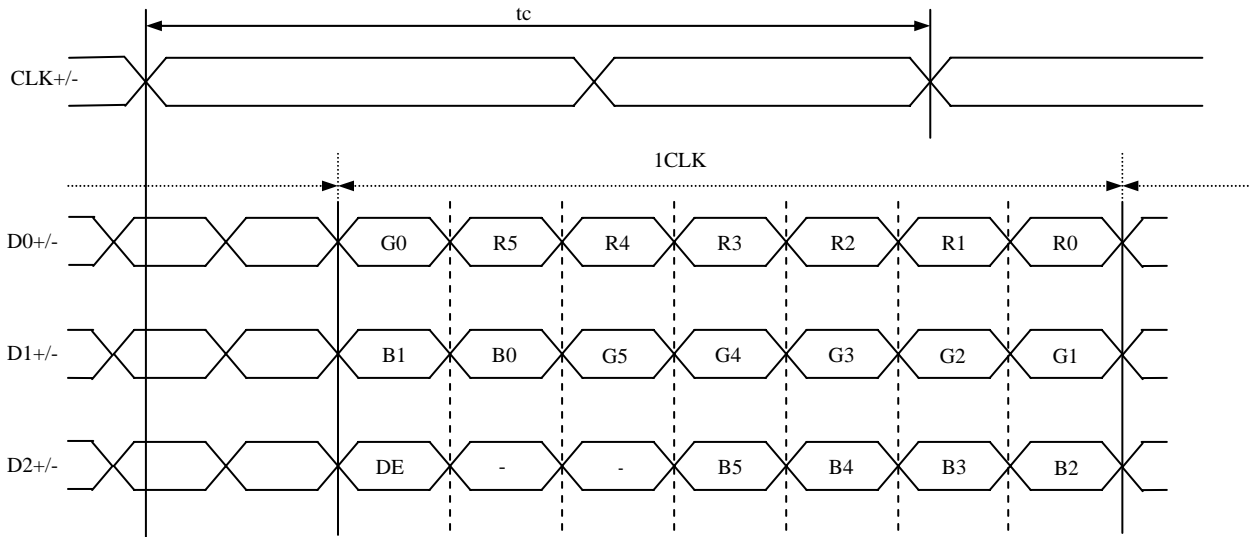 tc
CLK+/-
1CLK
D0+/- G0 R5 R4 R3 R2 R1 R0
D1+/- B1 B0 G5 G4 G3 G2 G1
D2+/- DE - - B5 B4 B3 B2